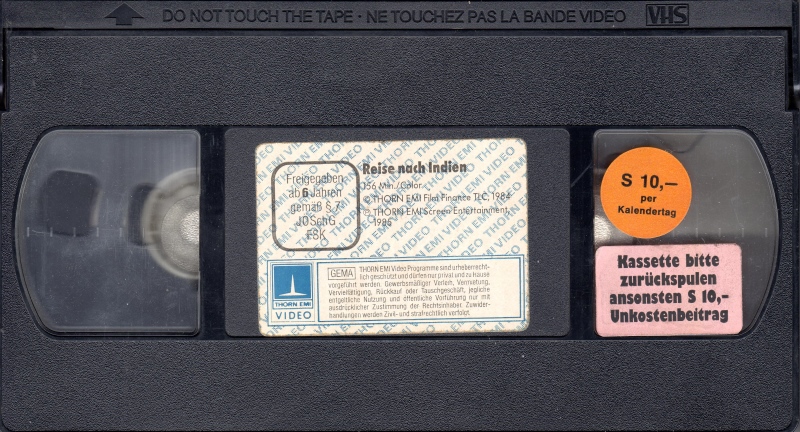 DO NOT TOUCH THE TAPE • NE TOUCHEZ PAS LA BANDE VIDEO VHS
Freigegeben
ab 6 Jahren
gemäß § 7
JÖSchG
FSK
Reise nach Indien
156 Min./Color
© THORN EMI Film Finance TLC, 1984
© THORN EMI Screen Entertainment,
1985
THORN EMI
VIDEO
GEMA THORN EMI Video Programme sind urheberrecht-
lich geschützt und dürfen nur privat und zu Hause
vorgeführt werden. Gewerbsmäßiger Verleih, Vermietung,
Vervielfältigung, Rückkauf oder Tauschgeschäft, jegliche
entgeltliche Nutzung und öffentliche Vorführung nur mit
ausdrücklicher Zustimmung der Rechtsinhaber. Zuwider-
handlungen werden Zivil- und strafrechtlich verfolgt.
S 10,–
per
Kalendertag
Kassette bitte
zurückspulen
ansonsten S 10,-
Unkostenbeitrag